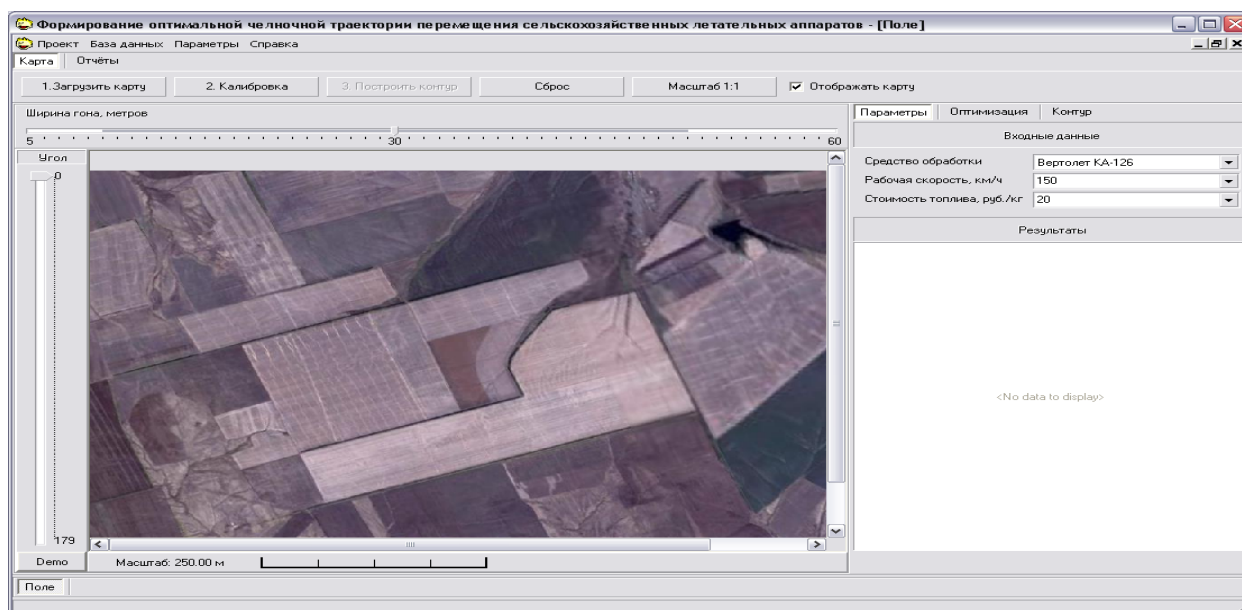 Формирование оптимальной челночной траектории перемещения сельскохозяйственных летательных аппаратов - [Поле]
Проект База данных Параметры Справка
Карта Отчёты
1.Загрузить карту 2. Калибровка 3. Построить контур Сброс Масштаб 1:1 Отображать карту
Ширина гона, метров
5 30 60
Угол
0
179
Demo Масштаб: 250.00 м
Параметры Оптимизация Контур
Входные данные
Средство обработки Вертолет КА-126
Рабочая скорость, км/ч 150
Стоимость топлива, руб./кг 20
Результаты
<No data to display>
Поле